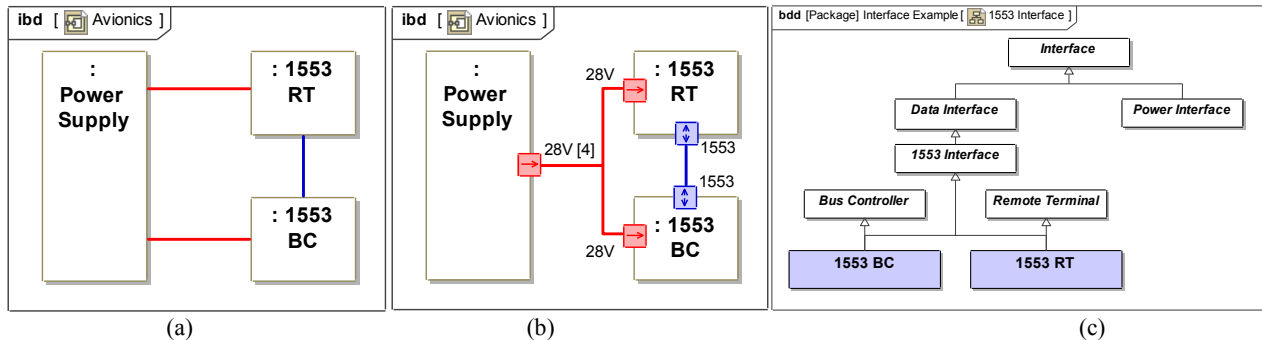 ibd [ Avionics ]
:
Power
Supply
: 1553
RT
: 1553
BC
(a)
ibd [ Avionics ]
:
Power
Supply
28V
: 1553
RT
28V [4]
1553
1553
: 1553
BC
28V
(b)
bdd [Package] Interface Example [ 1553 Interface ]
Interface
Data Interface
Power Interface
1553 Interface
Bus Controller
Remote Terminal
1553 BC
1553 RT
(c)